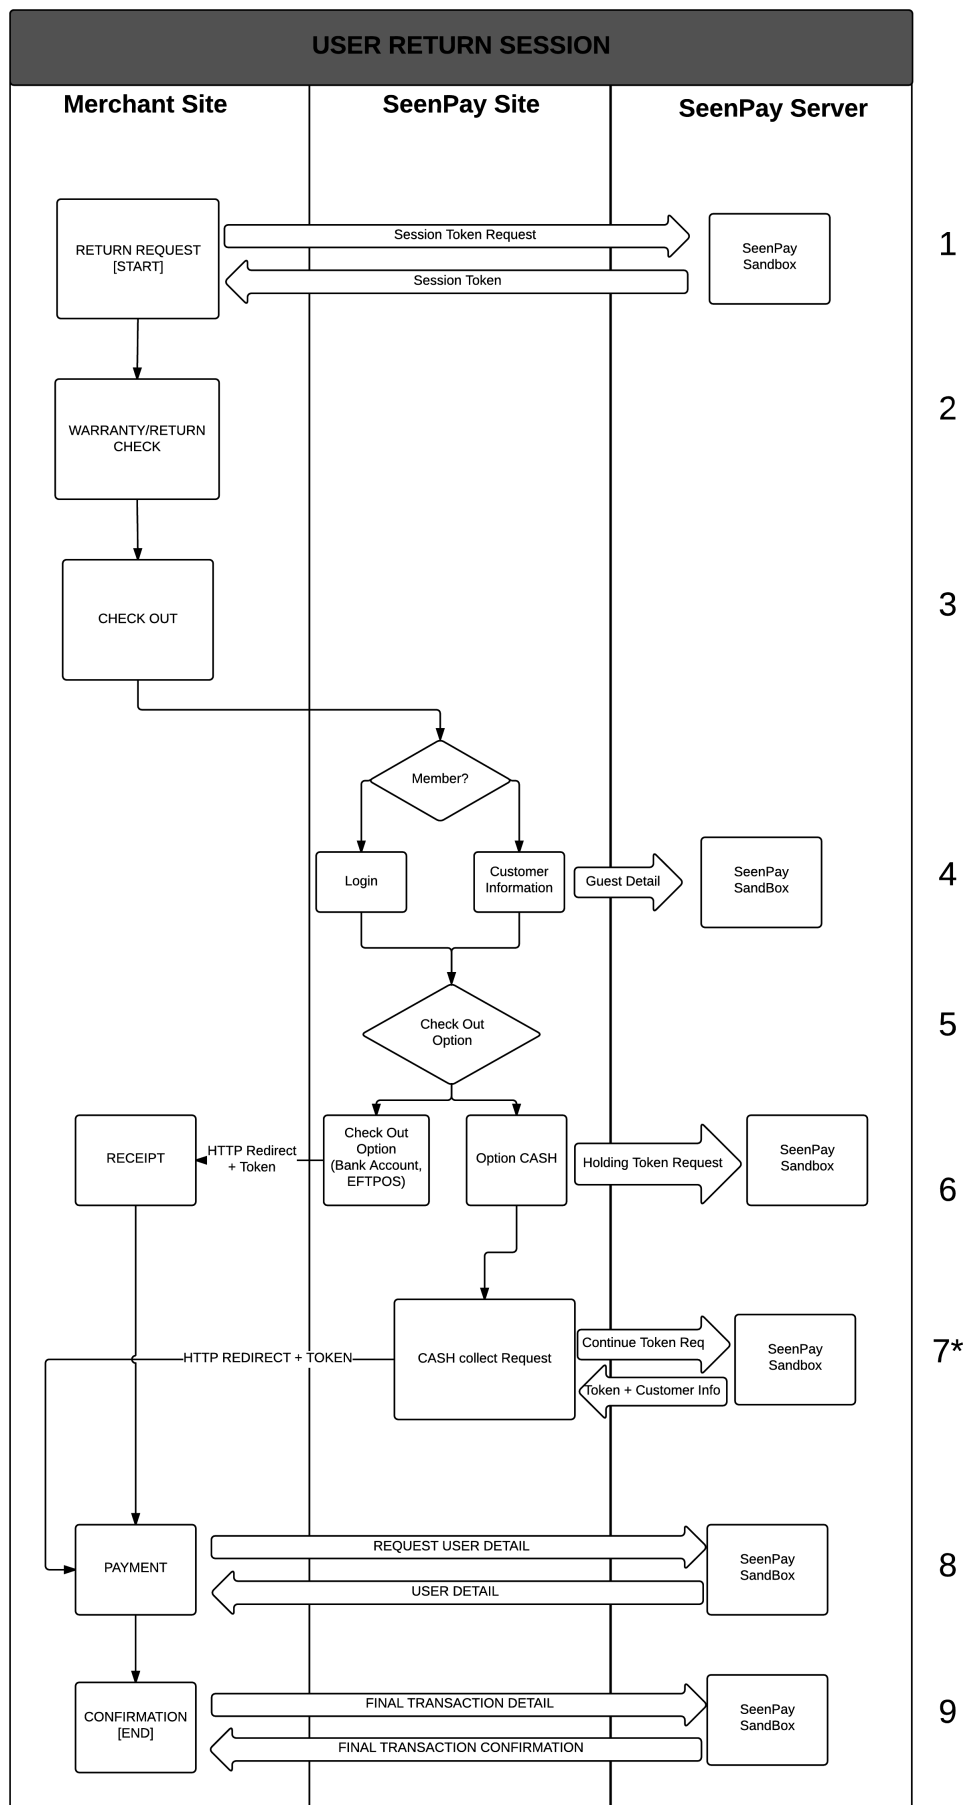 USER RETURN SESSION
Merchant Site
SeenPay Site
SeenPay Server
RETURN REQUEST
[START]
Session Token Request
Session Token
SeenPay
Sandbox
1
WARRANTY/RETURN
CHECK
2
CHECK OUT
3
Member?
Login
Customer
Information
Guest Detail
SeenPay
SandBox
4
Check Out
Option
5
RECEIPT
HTTP Redirect
+ Token
Check Out
Option
(Bank Account,
EFTPOS)
Option CASH
Holding Token Request
SeenPay
Sandbox
6
HTTP REDIRECT + TOKEN
CASH collect Request
Continue Token Req
Token + Customer Info
SeenPay
Sandbox
7*
PAYMENT
REQUEST USER DETAIL
USER DETAIL
SeenPay
SandBox
8
CONFIRMATION
[END]
FINAL TRANSACTION DETAIL
FINAL TRANSACTION CONFIRMATION
SeenPay
SandBox
9